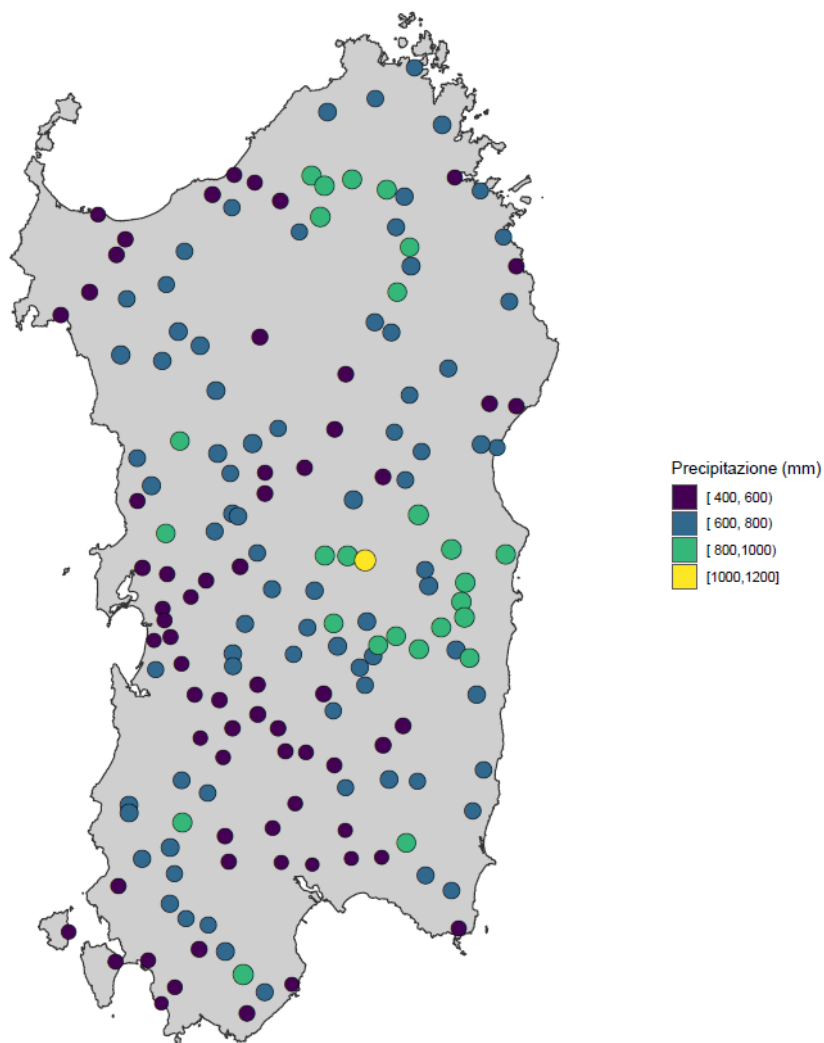 Precipitazione (mm)
[ 400, 600)
[ 600, 800)
[ 800,1000)
[1000,1200]